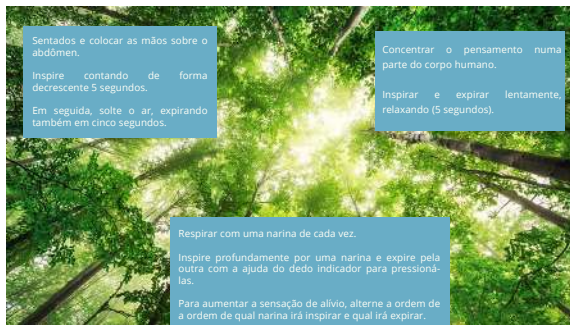 Sentados e colocar as mãos sobre o
abdômen.
Inspire contando de forma
decrescente 5 segundos.
Em seguida, solte o ar, expirando
também em cinco segundos.
Concentrar o pensamento numa
parte do corpo humano.
Inspirar e expirar lentamente,
relaxando (5 segundos).
Respirar com uma narina de cada vez.
Inspire profundamente por uma narina e expire pela
outra com a ajuda do dedo indicador para pressioná-
las.
Para aumentar a sensação de alívio, alterne a ordem de
a ordem de qual narina irá inspirar e qual irá expirar.